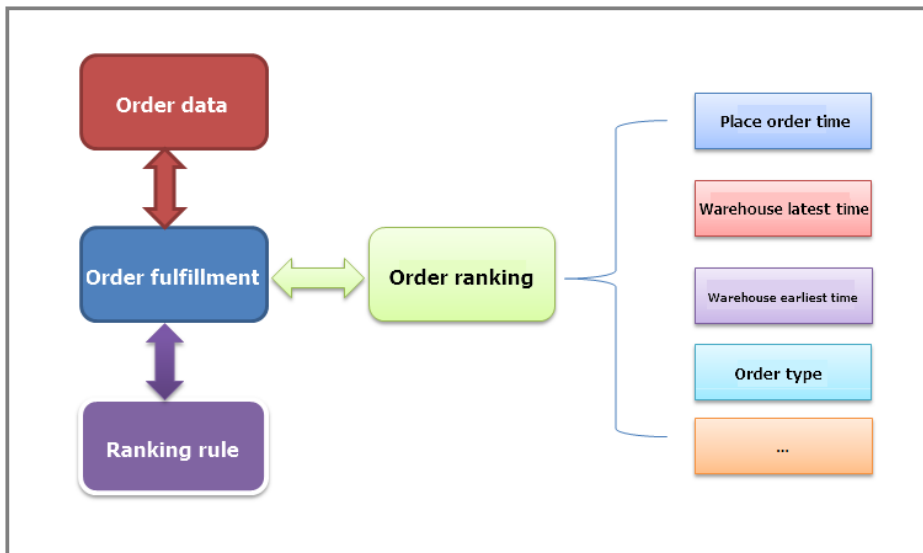 Order data
Order fulfillment
Ranking rule
Order ranking
Place order time
Warehouse latest time
Warehouse earliest time
Order type
...